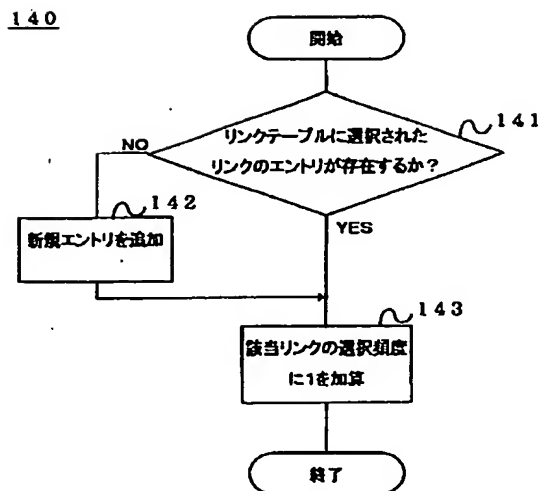 140
開始
リンクテーブルに選択された
リンクのエントリが存在するか？
141
NO
142
新規エントリを追加
YES
143
該当リンクの選択頻度
に1を加算
終了